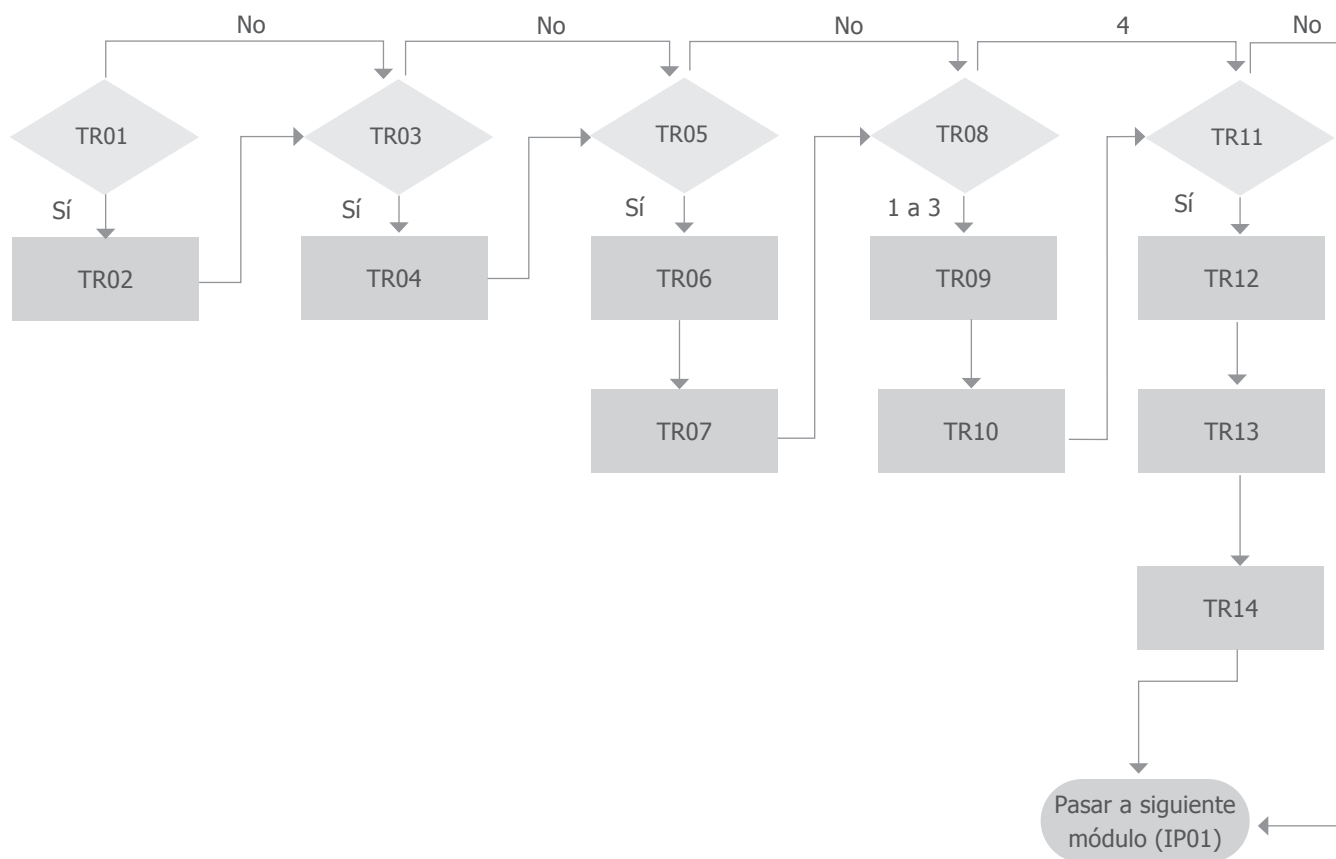 No
No
No
4
No
TR01
TR03
TR05
TR08
TR11
Sí
Sí
Sí
1 a 3
Sí
TR02
TR04
TR06
TR09
TR12
TR07
TR10
TR13
TR14
Pasar a siguiente
módulo (IP01)